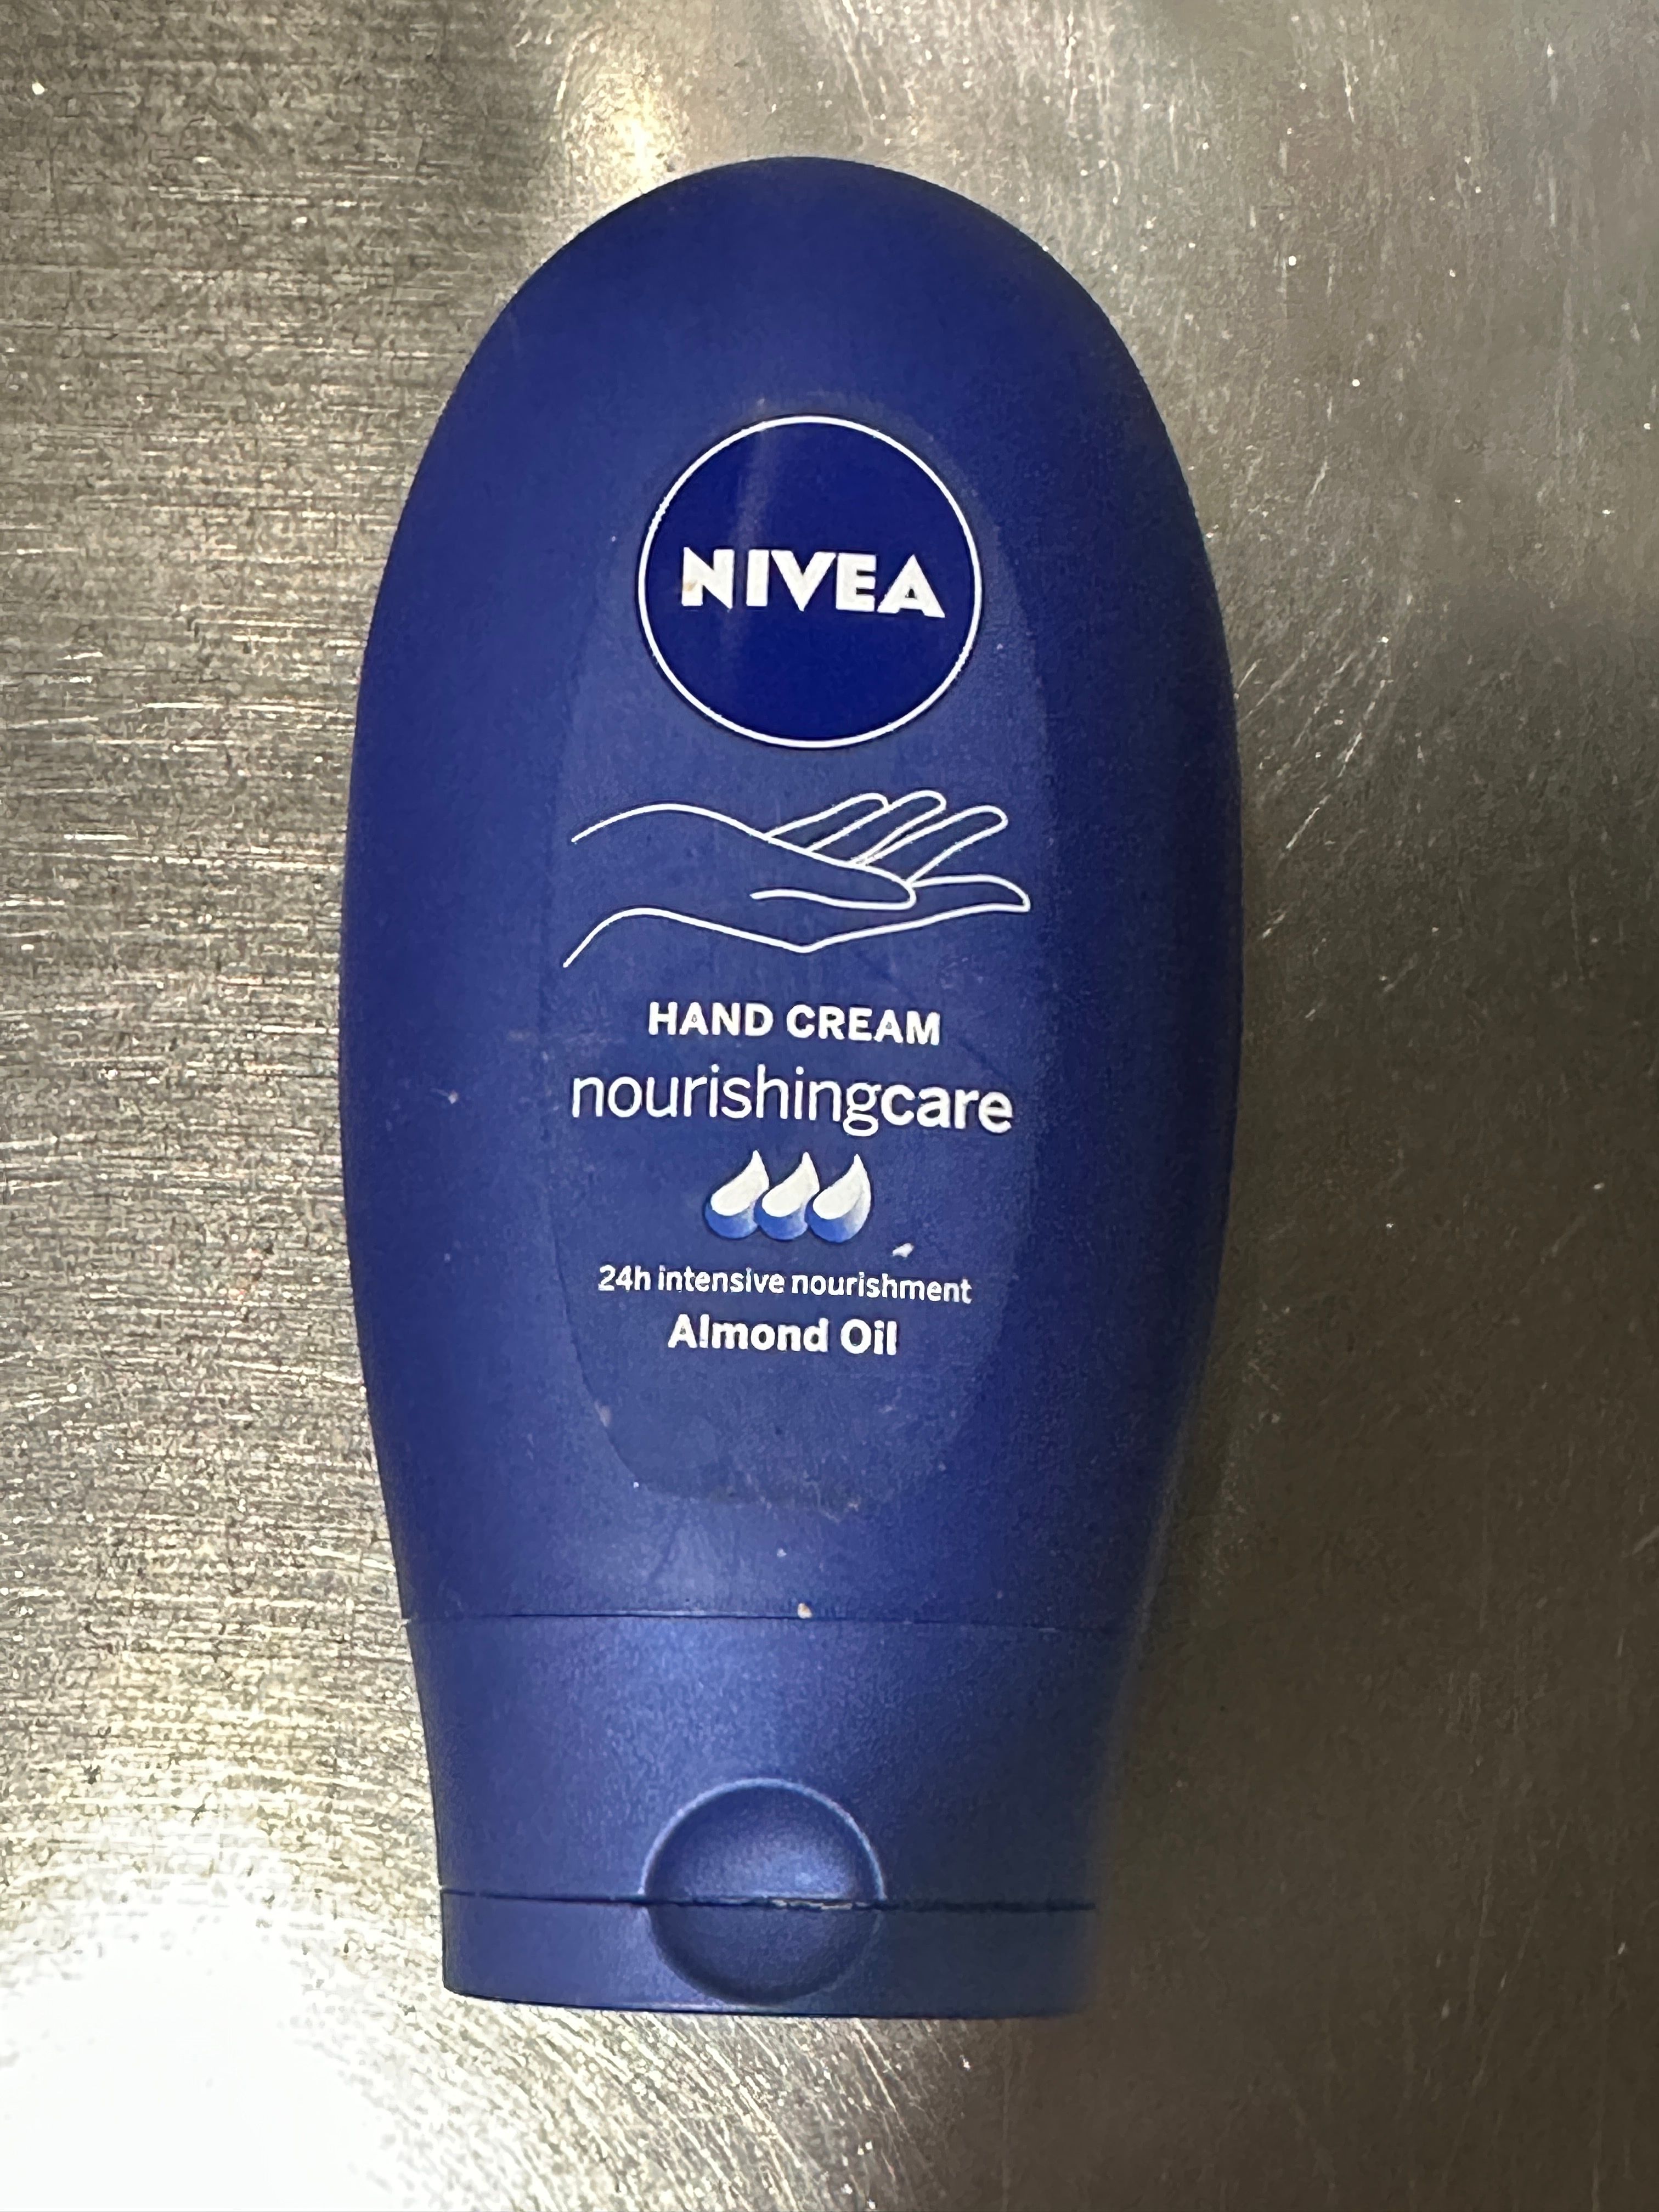 NIVEA
HAND CREAM
nourishingcare
24h intensive nourishment
Almond Oil